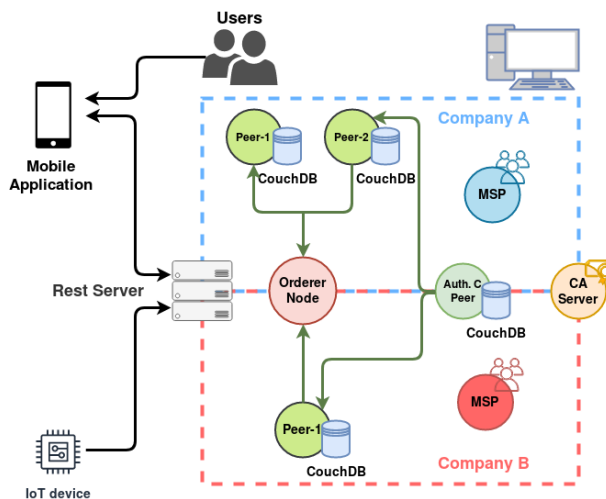 Users
Company A
Peer-1
Peer-2
CouchDB
CouchDB
Mobile
Application
MSP
Rest Server
Orderer
Node
Auth. C
Peer
CouchDB
CA
Server
MSP
Peer-1
CouchDB
Company B
IoT device